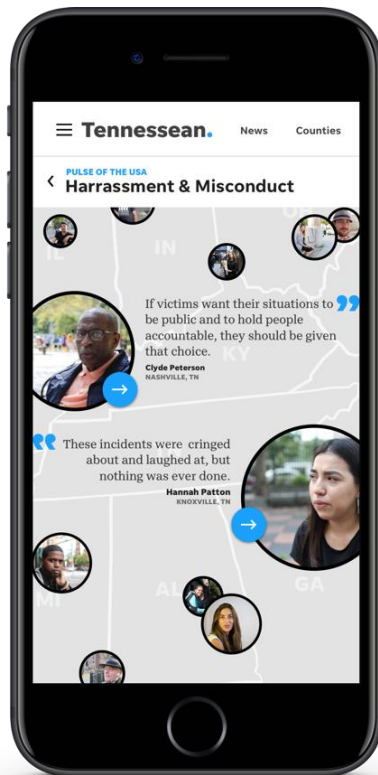 Tennessean. News Counties
PULSE OF THE USA
Harrassment & Misconduct
IN
If victims want their situations to
be public and to hold people
accountable, they should be given
that choice.
Clyde Peterson
NASHVILLE, TN
KY
These incidents were cringed
about and laughed at, but
nothing was ever done.
Hannah Patton
KNOXVILLE, TN
MI
AL
GA